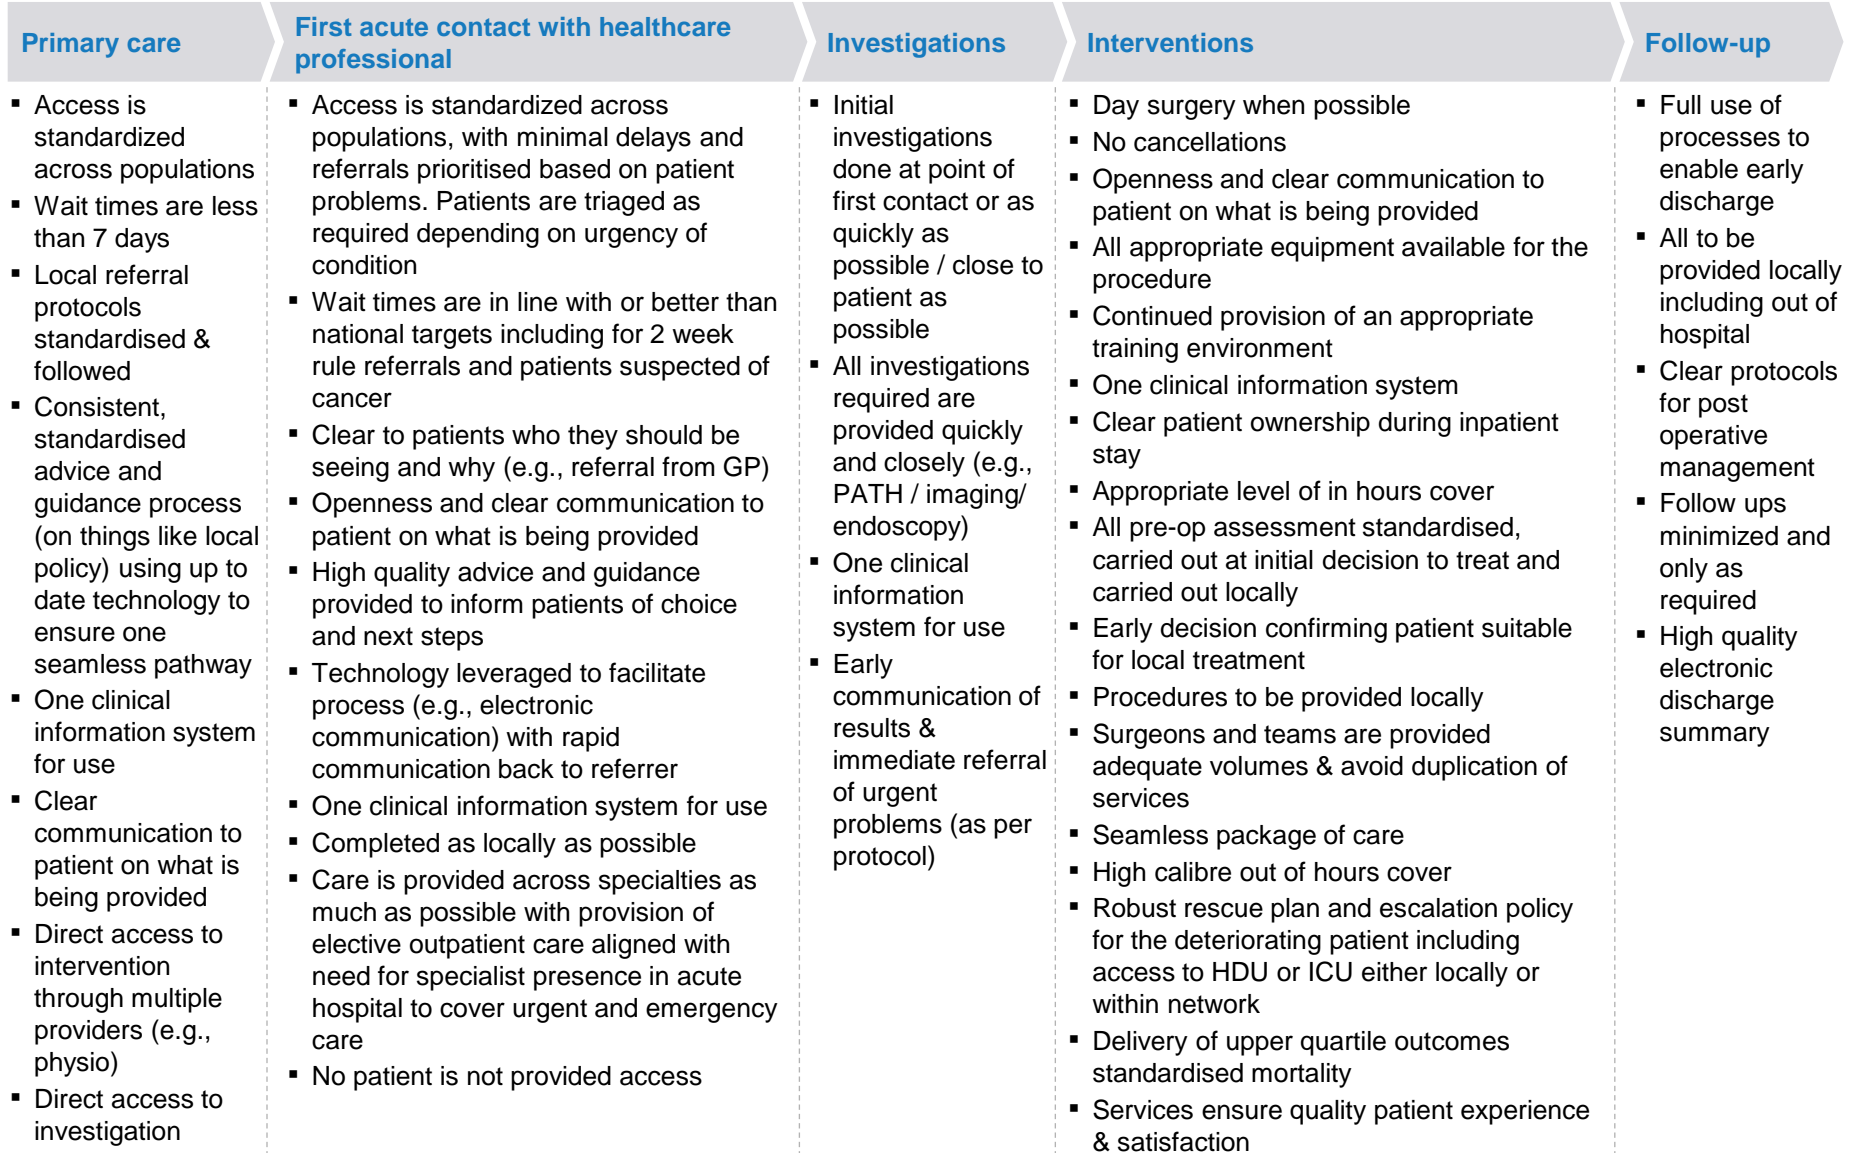 Primary care
▪ Access is
standardized
across populations
▪ Wait times are less
than 7 days
▪ Local referral
protocols
standardised &
followed
▪ Consistent,
standardised
advice and
guidance process
(on things like local
policy) using up to
date technology to
ensure one
seamless pathway
▪ One clinical
information system
for use
▪ Clear
communication to
patient on what is
being provided
▪ Direct access to
intervention
through multiple
providers (e.g.,
physio)
▪ Direct access to
investigation
First acute contact with healthcare
professional
▪ Access is standardized across
populations, with minimal delays and
referrals prioritised based on patient
problems. Patients are triaged as
required depending on urgency of
condition
▪ Wait times are in line with or better than
national targets including for 2 week
rule referrals and patients suspected of
cancer
▪ Clear to patients who they should be
seeing and why (e.g., referral from GP)
▪ Openness and clear communication to
patient on what is being provided
▪ High quality advice and guidance
provided to inform patients of choice
and next steps
▪ Technology leveraged to facilitate
process (e.g., electronic
communication) with rapid
communication back to referrer
▪ One clinical information system for use
▪ Completed as locally as possible
▪ Care is provided across specialties as
much as possible with provision of
elective outpatient care aligned with
need for specialist presence in acute
hospital to cover urgent and emergency
care
▪ No patient is not provided access
Investigations
▪ Initial
investigations
done at point of
first contact or as
quickly as
possible / close to
patient as
possible
▪ All investigations
required are
provided quickly
and closely (e.g.,
PATH / imaging/
endoscopy)
▪ One clinical
information
system for use
▪ Early
communication of
results &
immediate referral
of urgent
problems (as per
protocol)
Interventions
▪ Day surgery when possible
▪ No cancellations
▪ Openness and clear communication to
patient on what is being provided
▪ All appropriate equipment available for the
procedure
▪ Continued provision of an appropriate
training environment
▪ One clinical information system
▪ Clear patient ownership during inpatient
stay
▪ Appropriate level of in hours cover
▪ All pre-op assessment standardised,
carried out at initial decision to treat and
carried out locally
▪ Early decision confirming patient suitable
for local treatment
▪ Procedures to be provided locally
▪ Surgeons and teams are provided
adequate volumes & avoid duplication of
services
▪ Seamless package of care
▪ High calibre out of hours cover
▪ Robust rescue plan and escalation policy
for the deteriorating patient including
access to HDU or ICU either locally or
within network
▪ Delivery of upper quartile outcomes
standardised mortality
▪ Services ensure quality patient experience
& satisfaction
Follow-up
▪ Full use of
processes to
enable early
discharge
▪ All to be
provided locally
including out of
hospital
▪ Clear protocols
for post
operative
management
▪ Follow ups
minimized and
only as
required
▪ High quality
electronic
discharge
summary